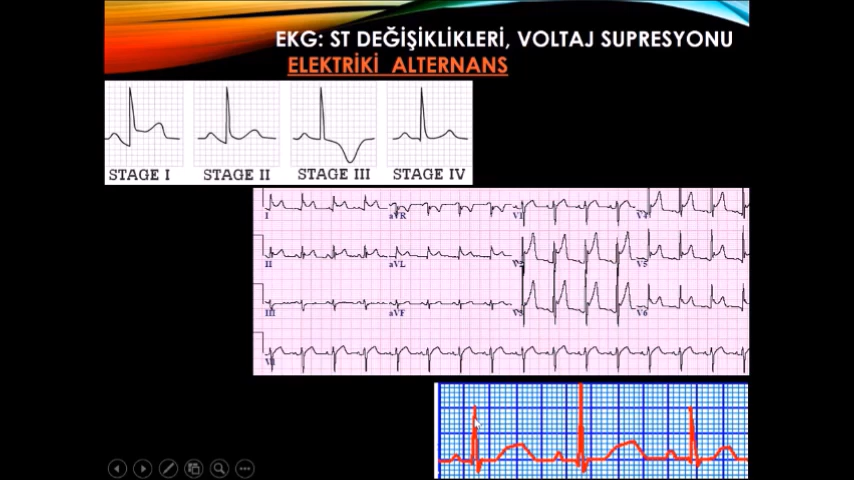 EKG: ST DEĞİŞİKLİKLERİ, VOLTAJ SUPRESYONU
ELEKTRİKİ ALTERNANS
STAGE I STAGE II STAGE III STAGE IV
I aVR V1 V4
II aVL V2 V5
III aVF V3 V6
V1